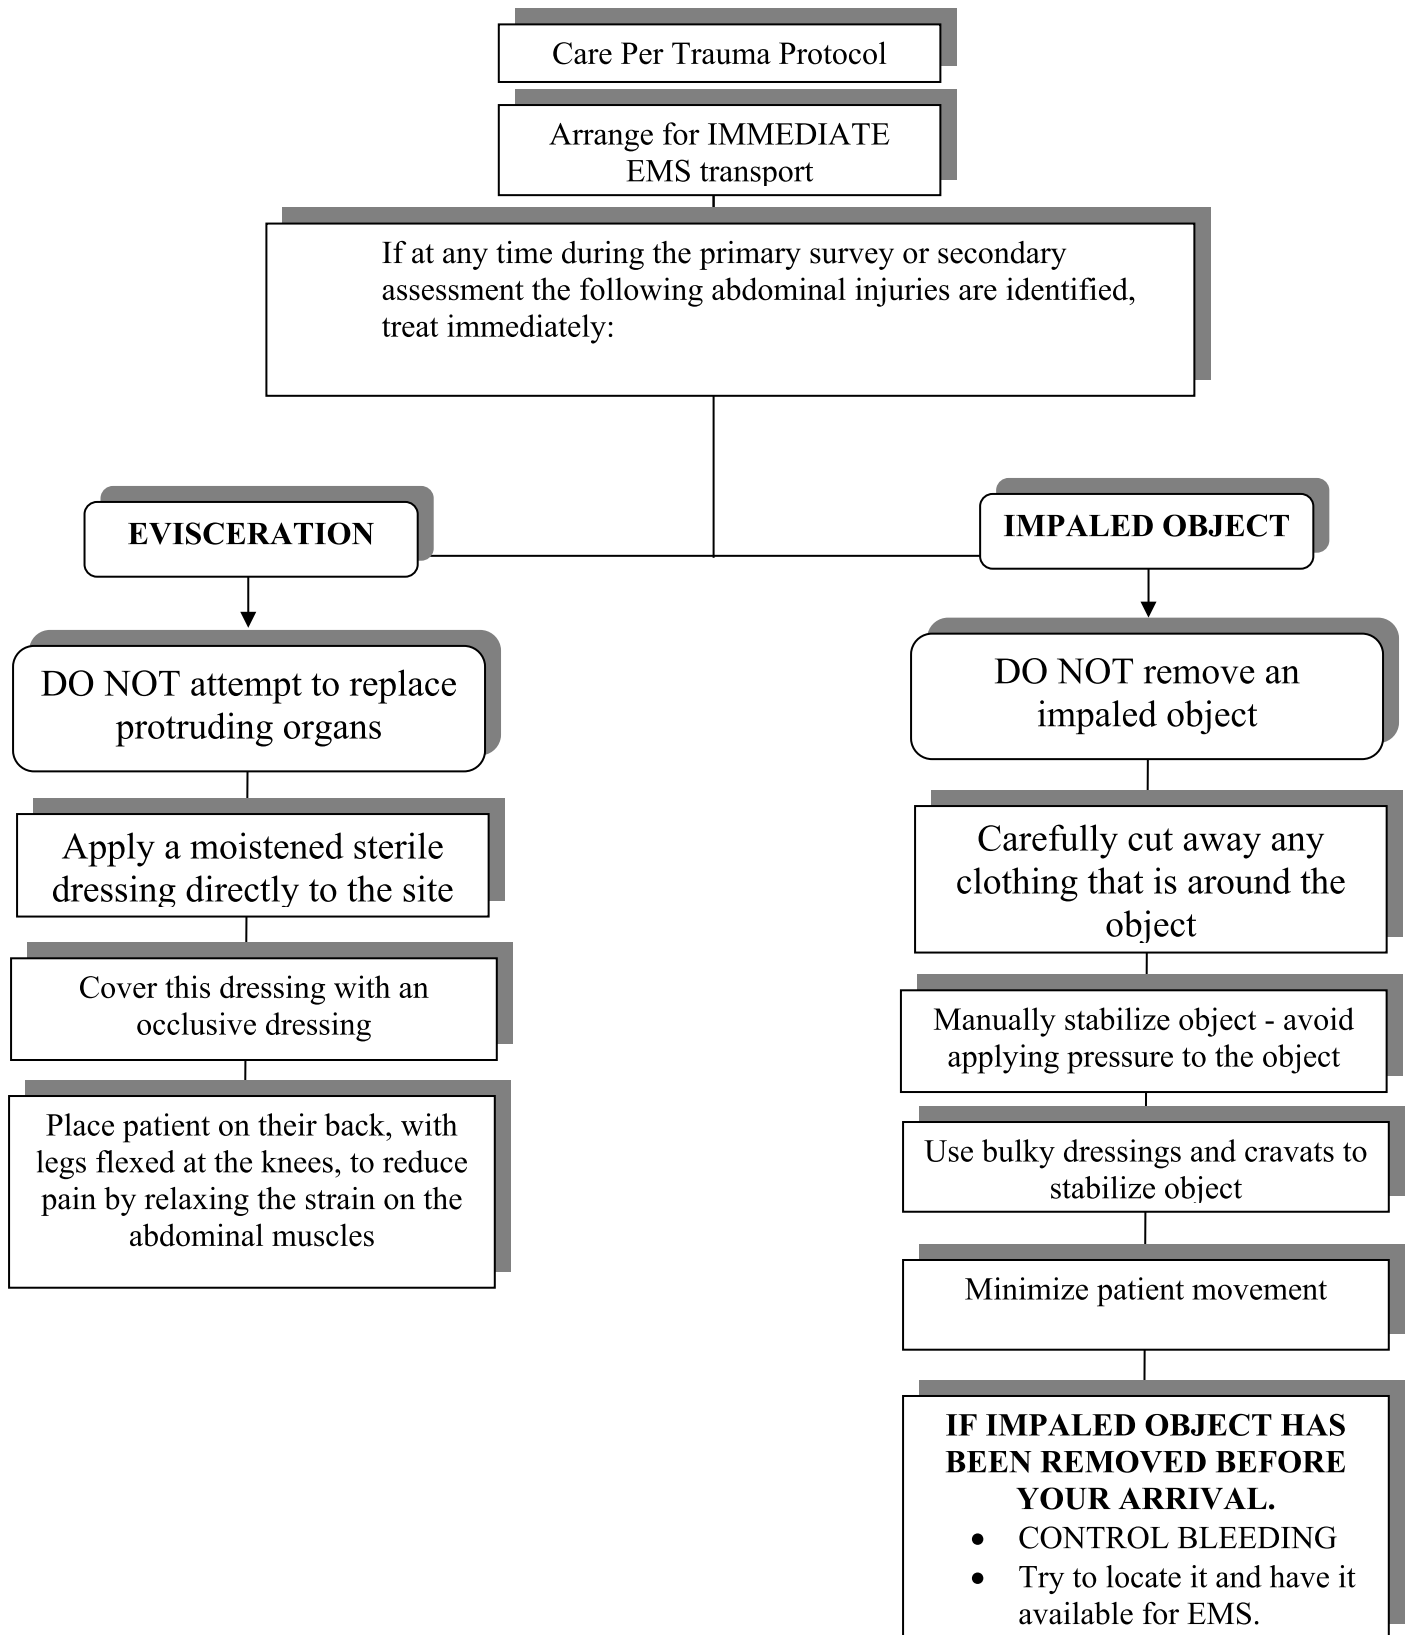 Care Per Trauma Protocol
Arrange for IMMEDIATE
EMS transport
If at any time during the primary survey or secondary
assessment the following abdominal injuries are identified,
treat immediately:
EVISCERATION
DO NOT attempt to replace
protruding organs
Apply a moistened sterile
dressing directly to the site
Cover this dressing with an
occlusive dressing
Place patient on their back, with
legs flexed at the knees, to reduce
pain by relaxing the strain on the
abdominal muscles
IMPALED OBJECT
DO NOT remove an
impaled object
Carefully cut away any
clothing that is around the
object
Manually stabilize object - avoid
applying pressure to the object
Use bulky dressings and cravats to
stabilize object
Minimize patient movement
IF IMPALED OBJECT HAS
BEEN REMOVED BEFORE
YOUR ARRIVAL.
• CONTROL BLEEDING
• Try to locate it and have it
available for EMS.